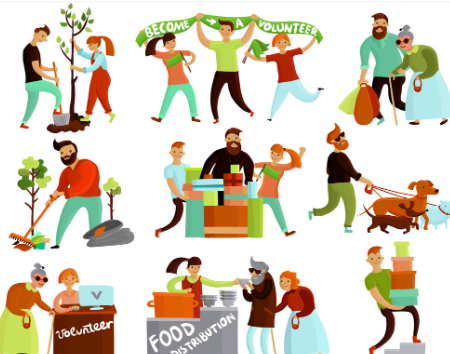 BECOME A VOLUNTEER
Volunteer
FOOD
DISTRIBUTION